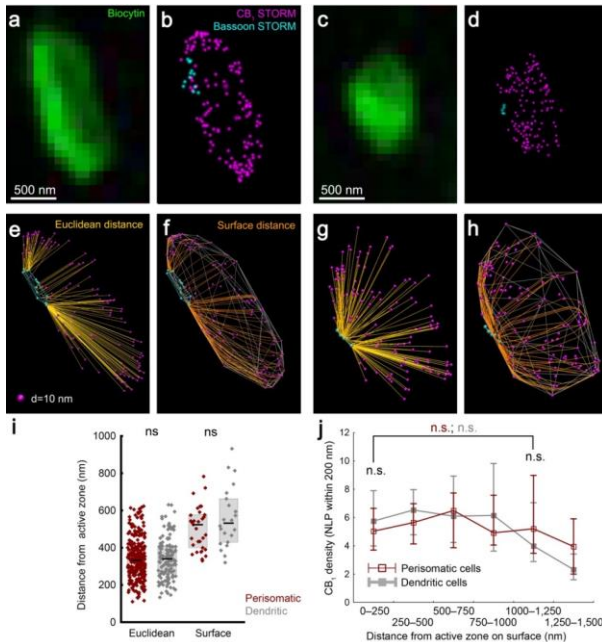 a
Biocytin
500 nm
b
CB₁ STORM
Bassoon STORM
c
500 nm
d
e
Euclidean distance
d=10 nm
f
Surface distance
g
h
i
ns
ns
Distance from active zone (nm)
1000
800
600
400
200
0
Perisomatic
Dendritic
Euclidean
Surface
j
n.s.; n.s.
n.s.
n.s.
CB₁ density (NLP within 200 nm)
12
10
8
6
4
2
0
Perisomatic cells
Dendritic cells
0–250
500–750
1000–1,250
250–500
750–1000
1,250–1,500
Distance from active zone on surface (nm)